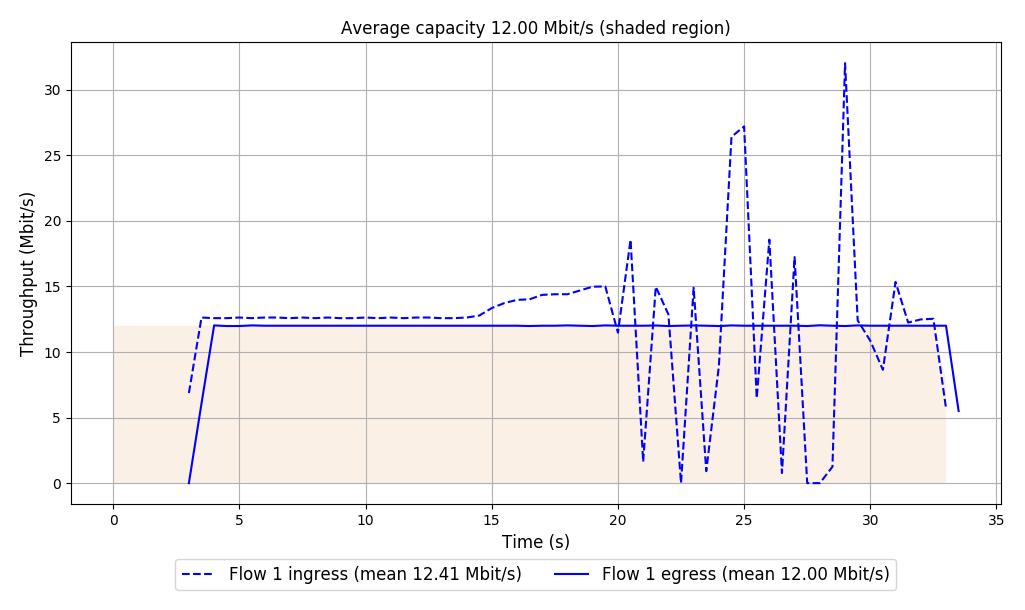 Average capacity 12.00 Mbit/s (shaded region)
Throughput (Mbit/s)
30
25
20
15
10
5
0
0 5 10 15 20 25 30 35
Time (s)
Flow 1 ingress (mean 12.41 Mbit/s) Flow 1 egress (mean 12.00 Mbit/s)